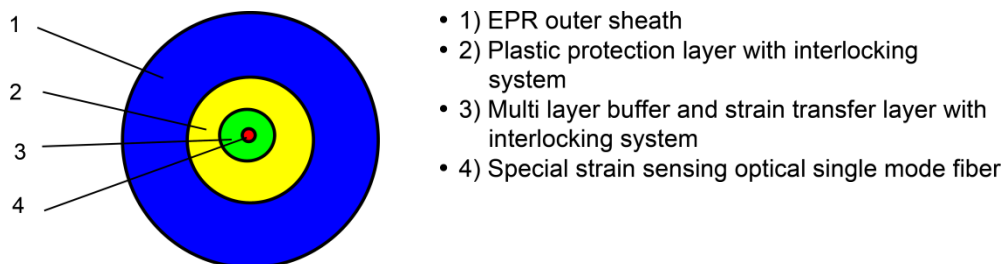 1
2
3
4
• 1) EPR outer sheath
• 2) Plastic protection layer with interlocking
system
• 3) Multi layer buffer and strain transfer layer with
interlocking system
• 4) Special strain sensing optical single mode fiber